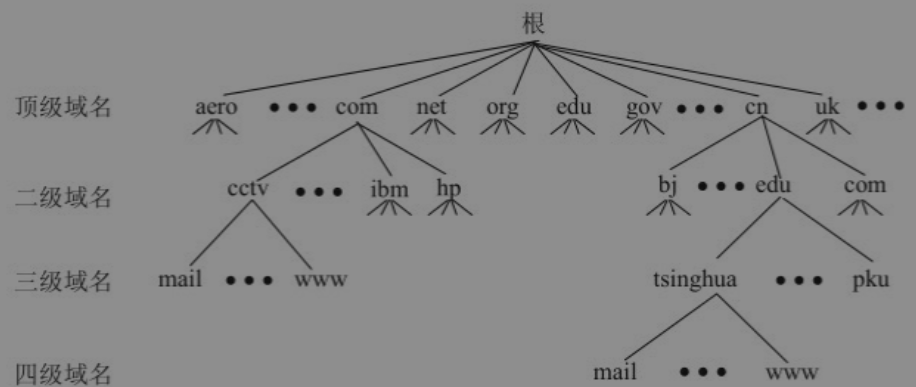 根
顶级域名 aero ••• com net org edu gov ••• cn uk •••
二级域名 cctv ••• ibm hp bj ••• edu com
三级域名 mail ••• www tsinghua ••• pku
四级域名 mail ••• www